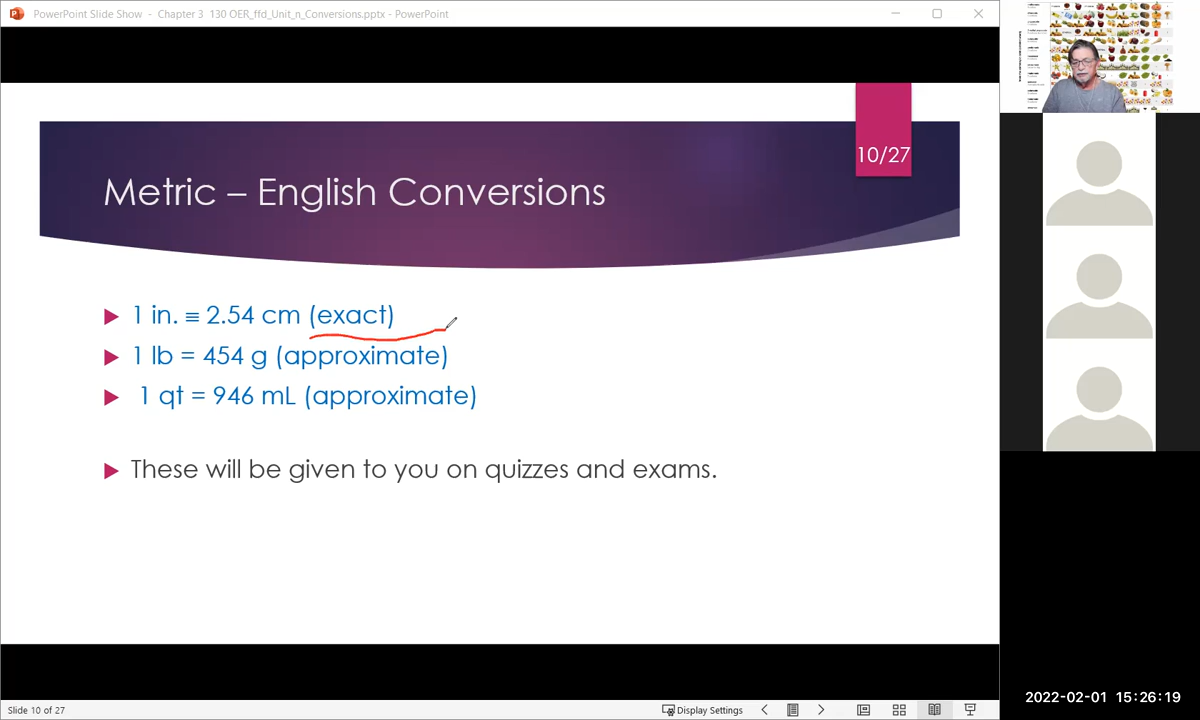 PowerPoint Slide Show - Chapter 3 130 OER_ffd_Unit_n_Conversions.pptx - PowerPoint
10/27
Metric – English Conversions
1 in. ≡ 2.54 cm (exact)
1 lb = 454 g (approximate)
1 qt = 946 mL (approximate)
These will be given to you on quizzes and exams.
2022-02-01 15:26:19
Slide 10 of 27
Display Settings